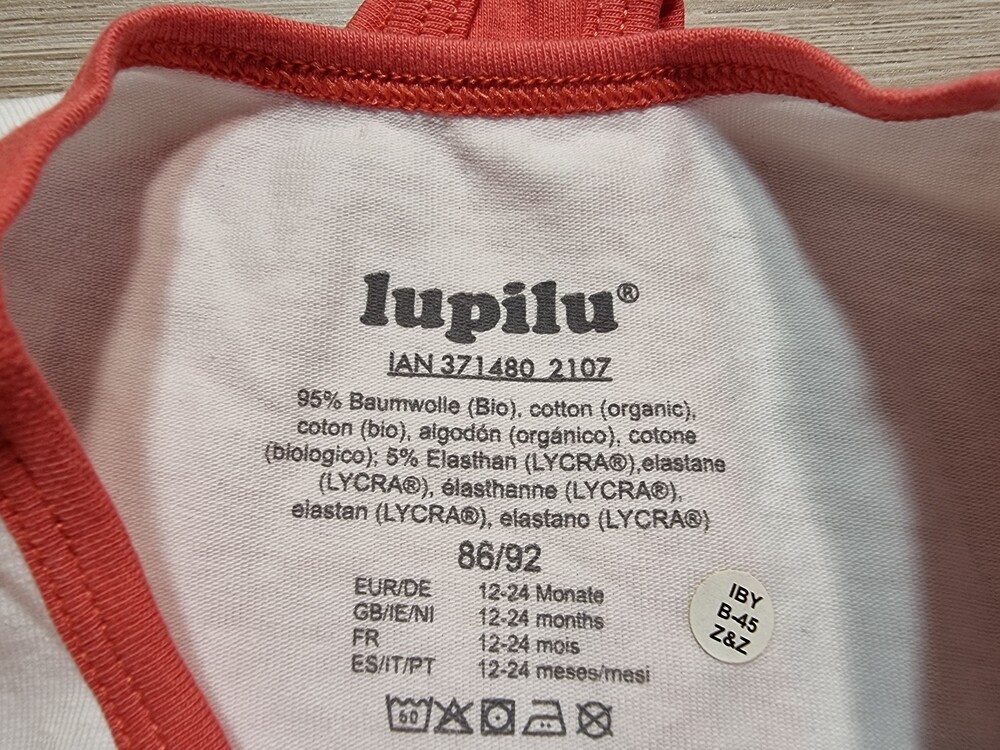 lupilu®
IAN 371480 2107
95% Baumwolle (Bio), cotton (organic),
coton (bio), algodón (orgánico), cotone
(biologico); 5% Elasthan (LYCRA®),elastane
(LYCRA®), élasthanne (LYCRA®),
elastan (LYCRA®), elastano (LYCRA®)
86/92
EUR/DE 12-24 Monate
GB/IE/NI 12-24 months
FR 12-24 mois
ES/IT/PT 12-24 meses/mesi
60
IBY
B-45
Z&Z